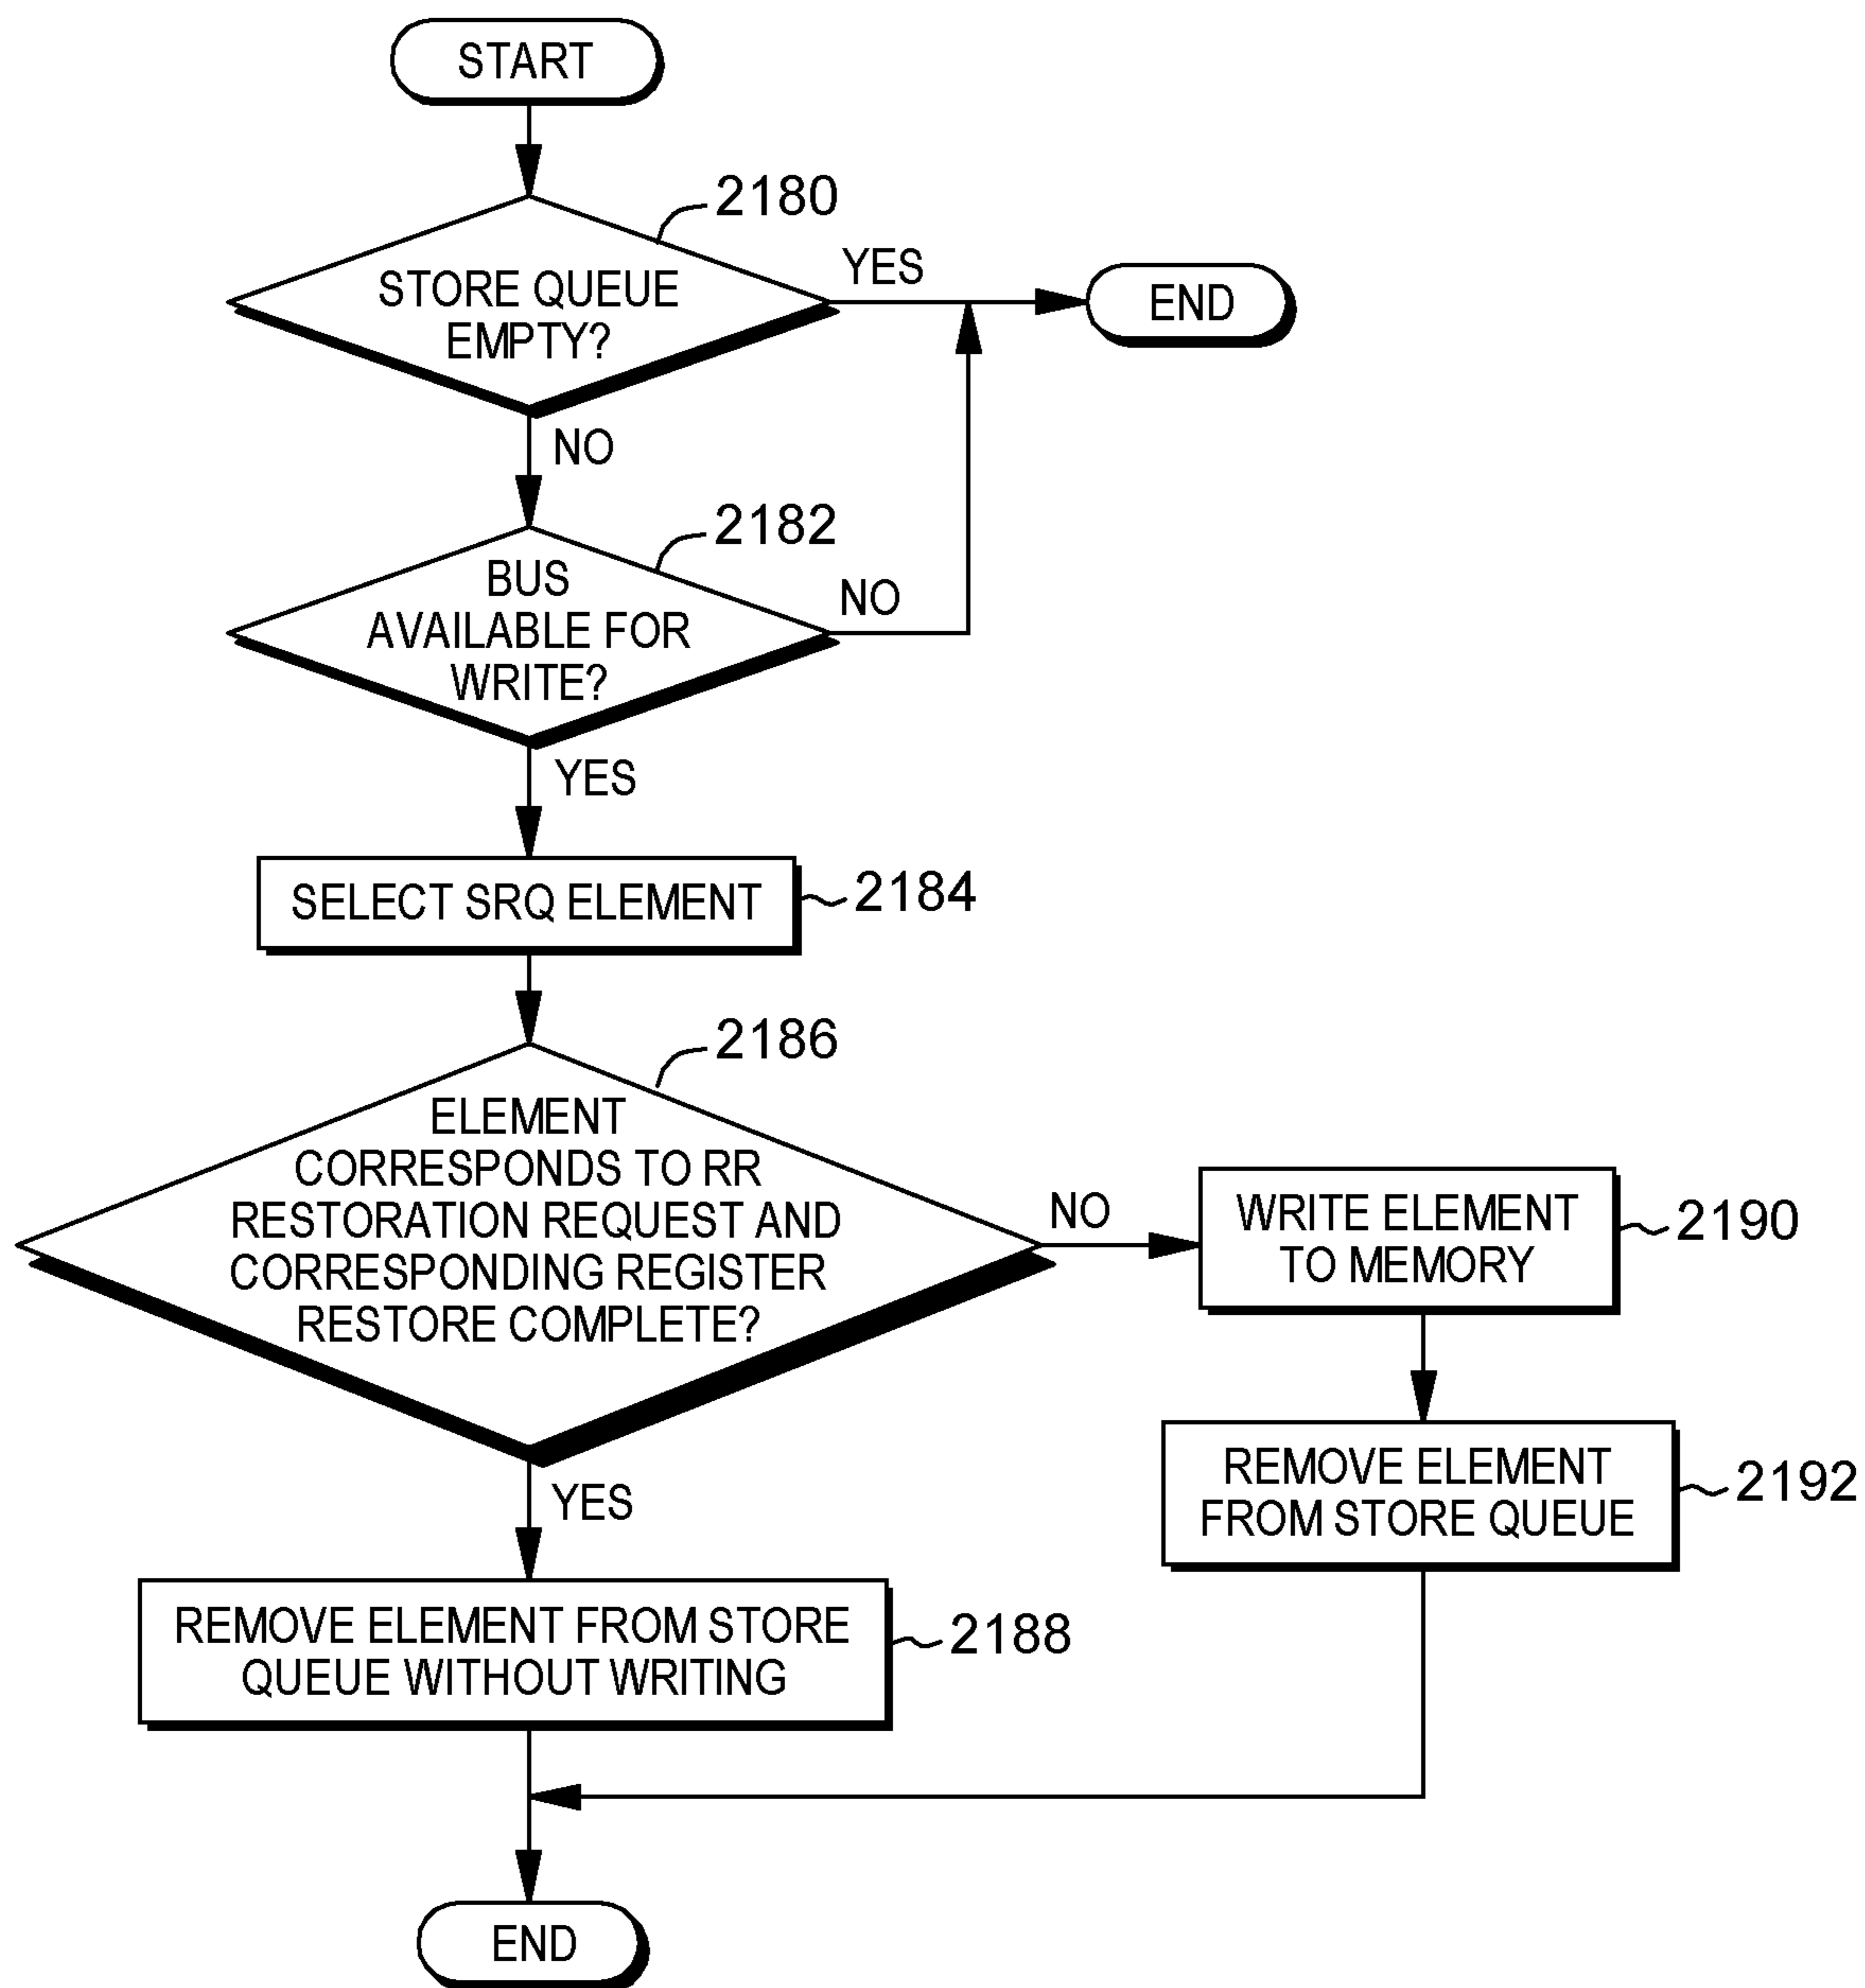 START
2180
STORE QUEUE
EMPTY?
YES
END
NO
2182
BUS
AVAILABLE FOR
WRITE?
NO
YES
SELECT SRQ ELEMENT
2184
2186
ELEMENT
CORRESPONDS TO RR
RESTORATION REQUEST AND
CORRESPONDING REGISTER
RESTORE COMPLETE?
NO
WRITE ELEMENT
TO MEMORY
2190
YES
REMOVE ELEMENT
FROM STORE QUEUE
2192
REMOVE ELEMENT FROM STORE
QUEUE WITHOUT WRITING
2188
END